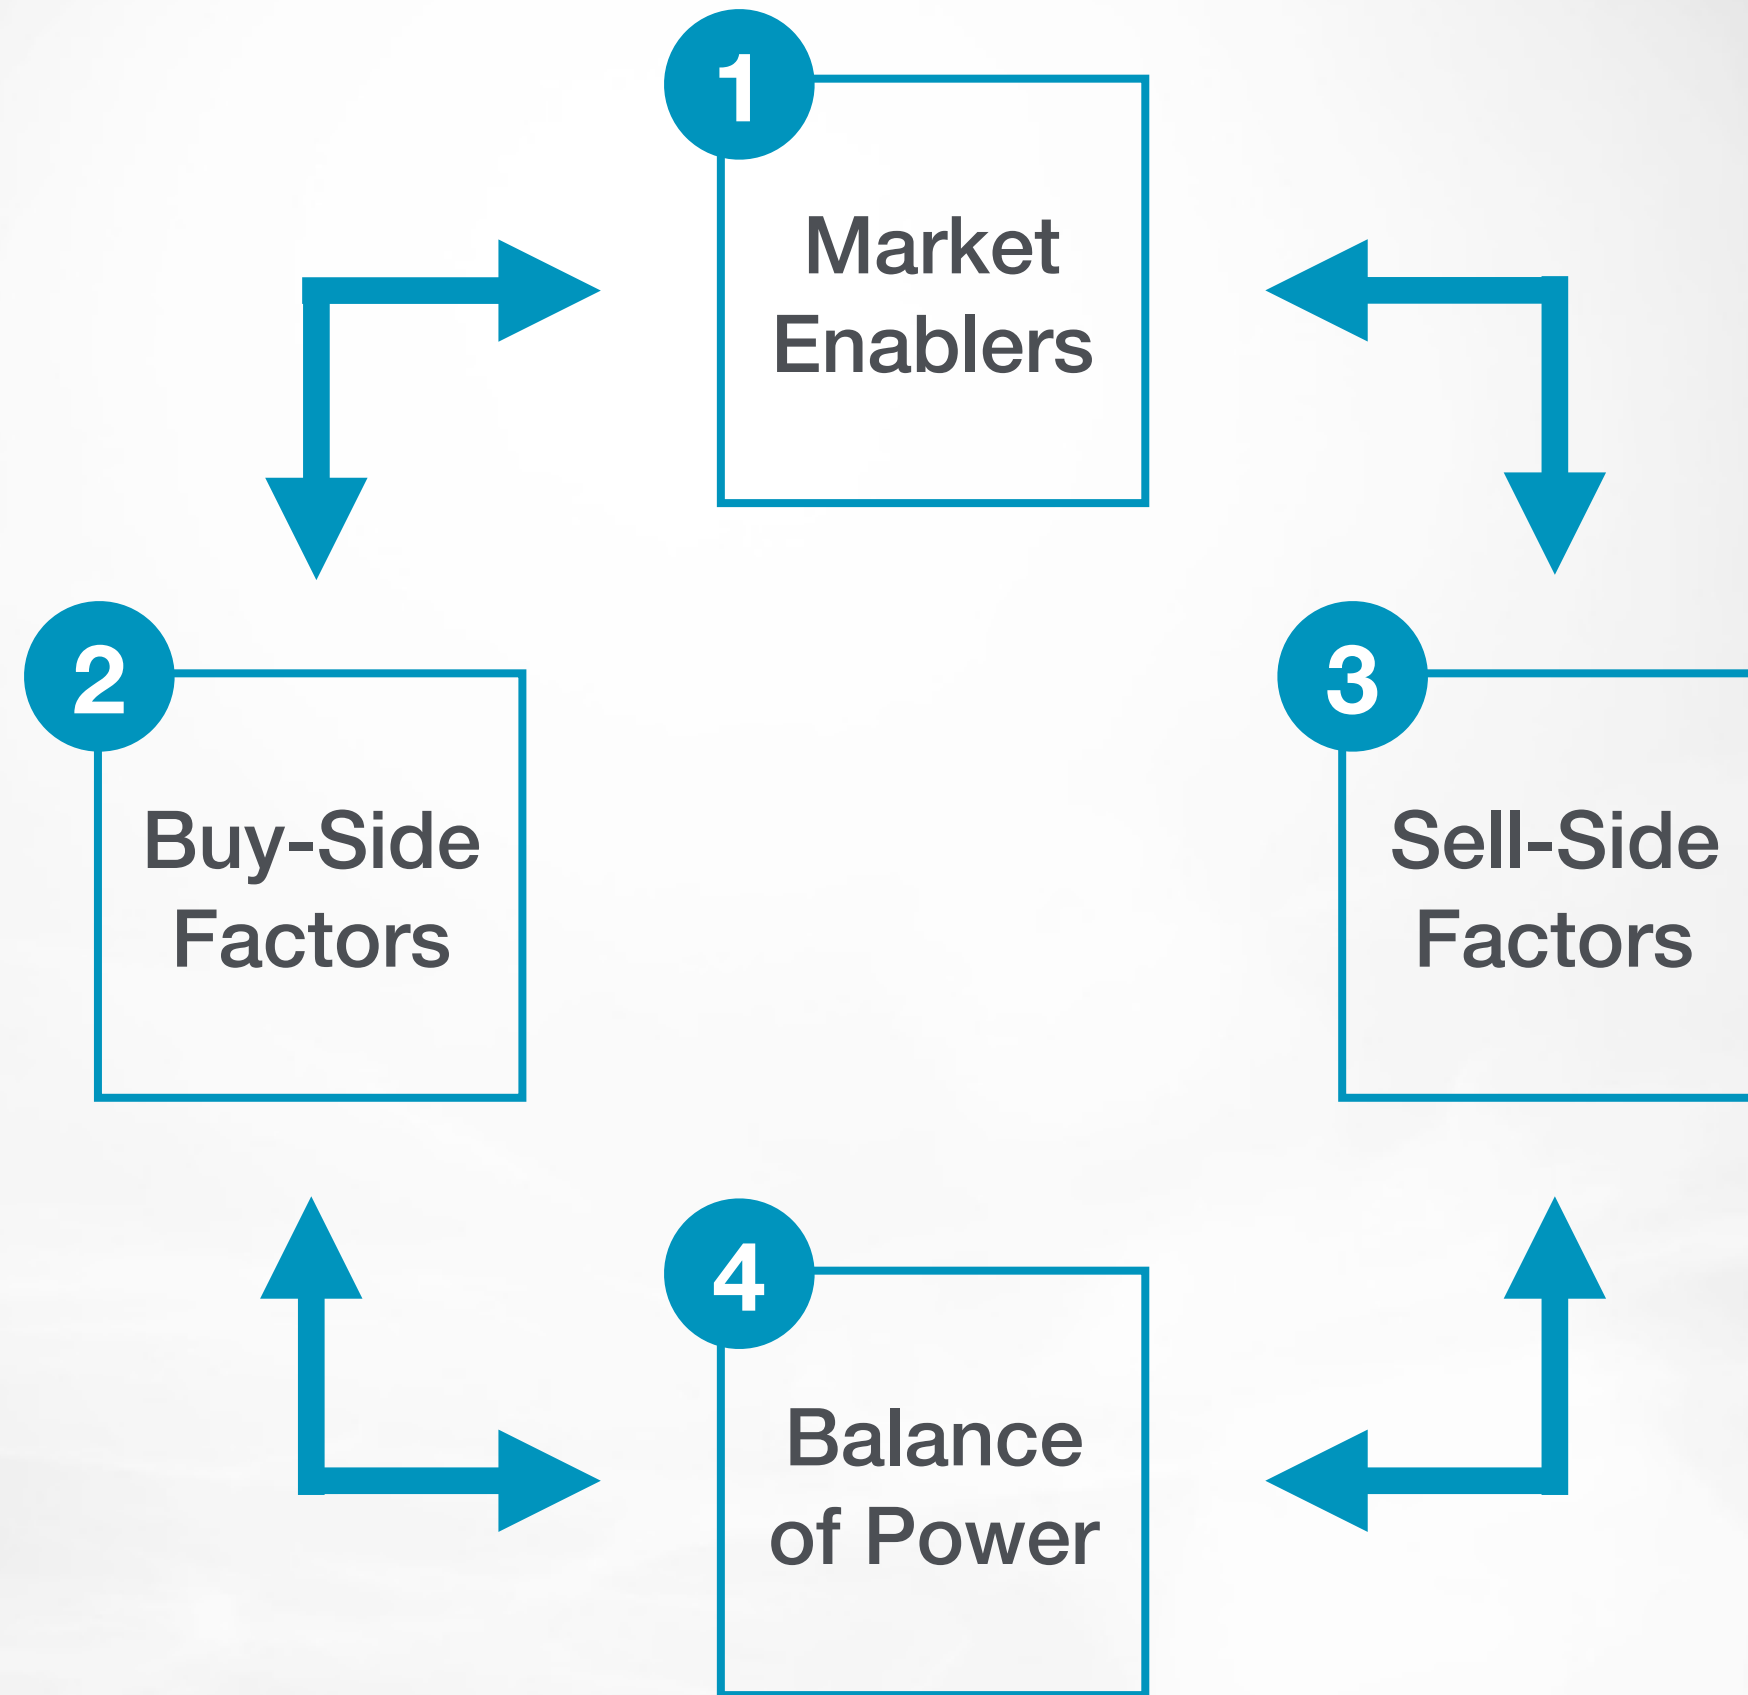 1
Market
Enablers
2
Buy-Side
Factors
3
Sell-Side
Factors
4
Balance
of Power